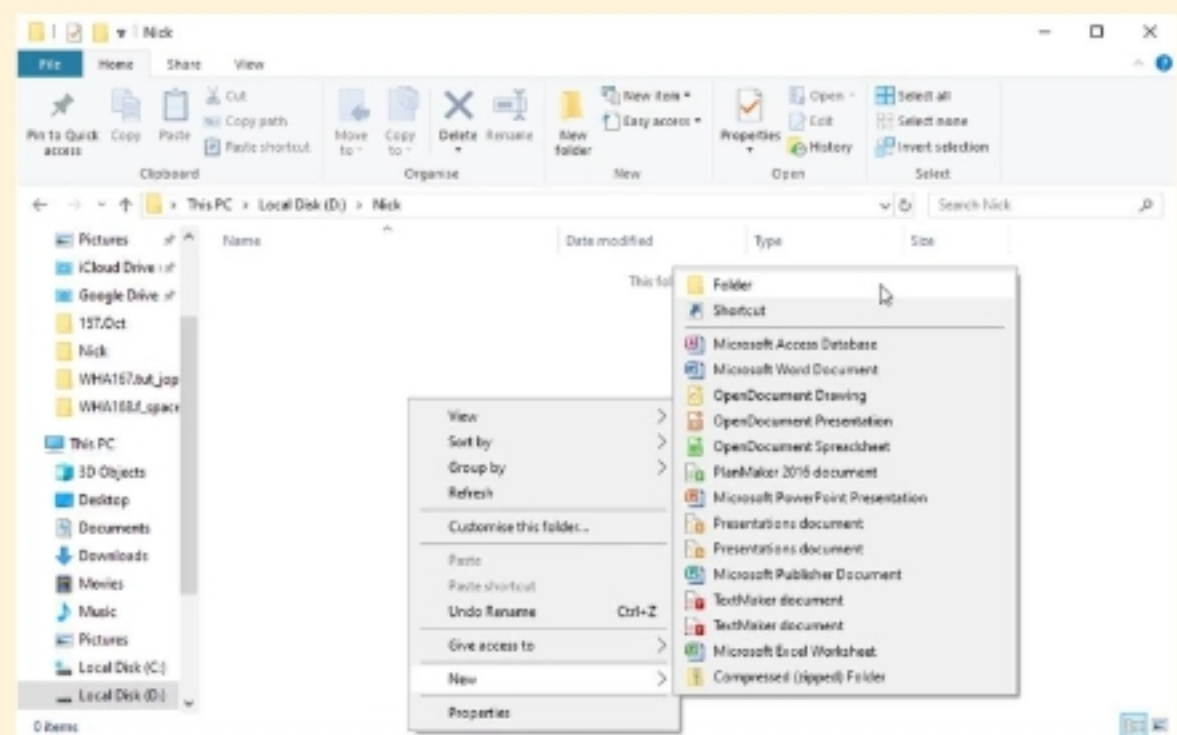 Nick
File Home Share View
Pin to Quick access
Copy
Paste
Cut
Copy path
Paste shortcut
Clipboard
Move to
Copy to
Delete
Rename
Organise
New folder
New item
Easy access
New
Properties
Open
Edit
History
Open
Select all
Select none
Invert selection
Select
This PC › Local Disk (D:) › Nick
Search Nick
Name Date modified Type Size
Pictures
iCloud Drive
Google Drive
157.Oct
Nick
WHA167.tut_jap
WHA168.f_space
This PC
3D Objects
Desktop
Documents
Downloads
Movies
Music
Pictures
Local Disk (C:)
Local Disk (D:)
0 items
This fol
View
Sort by
Group by
Refresh
Customise this folder...
Paste
Paste shortcut
Undo Rename Ctrl+Z
Give access to
New
Properties
Folder
Shortcut
Microsoft Access Database
Microsoft Word Document
OpenDocument Drawing
OpenDocument Presentation
OpenDocument Spreadsheet
PlanMaker 2016 document
Microsoft PowerPoint Presentation
Presentations document
Presentations document
Microsoft Publisher Document
TextMaker document
TextMaker document
Microsoft Excel Worksheet
Compressed (zipped) Folder